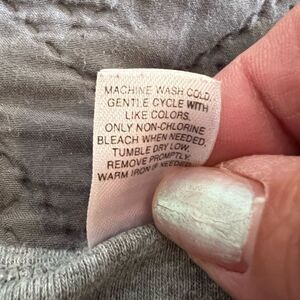 MACHINE WASH COLD,
GENTLE CYCLE WITH
LIKE COLORS.
ONLY NON-CHLORINE
BLEACH WHEN NEEDED.
TUMBLE DRY LOW.
REMOVE PROMPTLY.
WARM IRON IF NEEDED